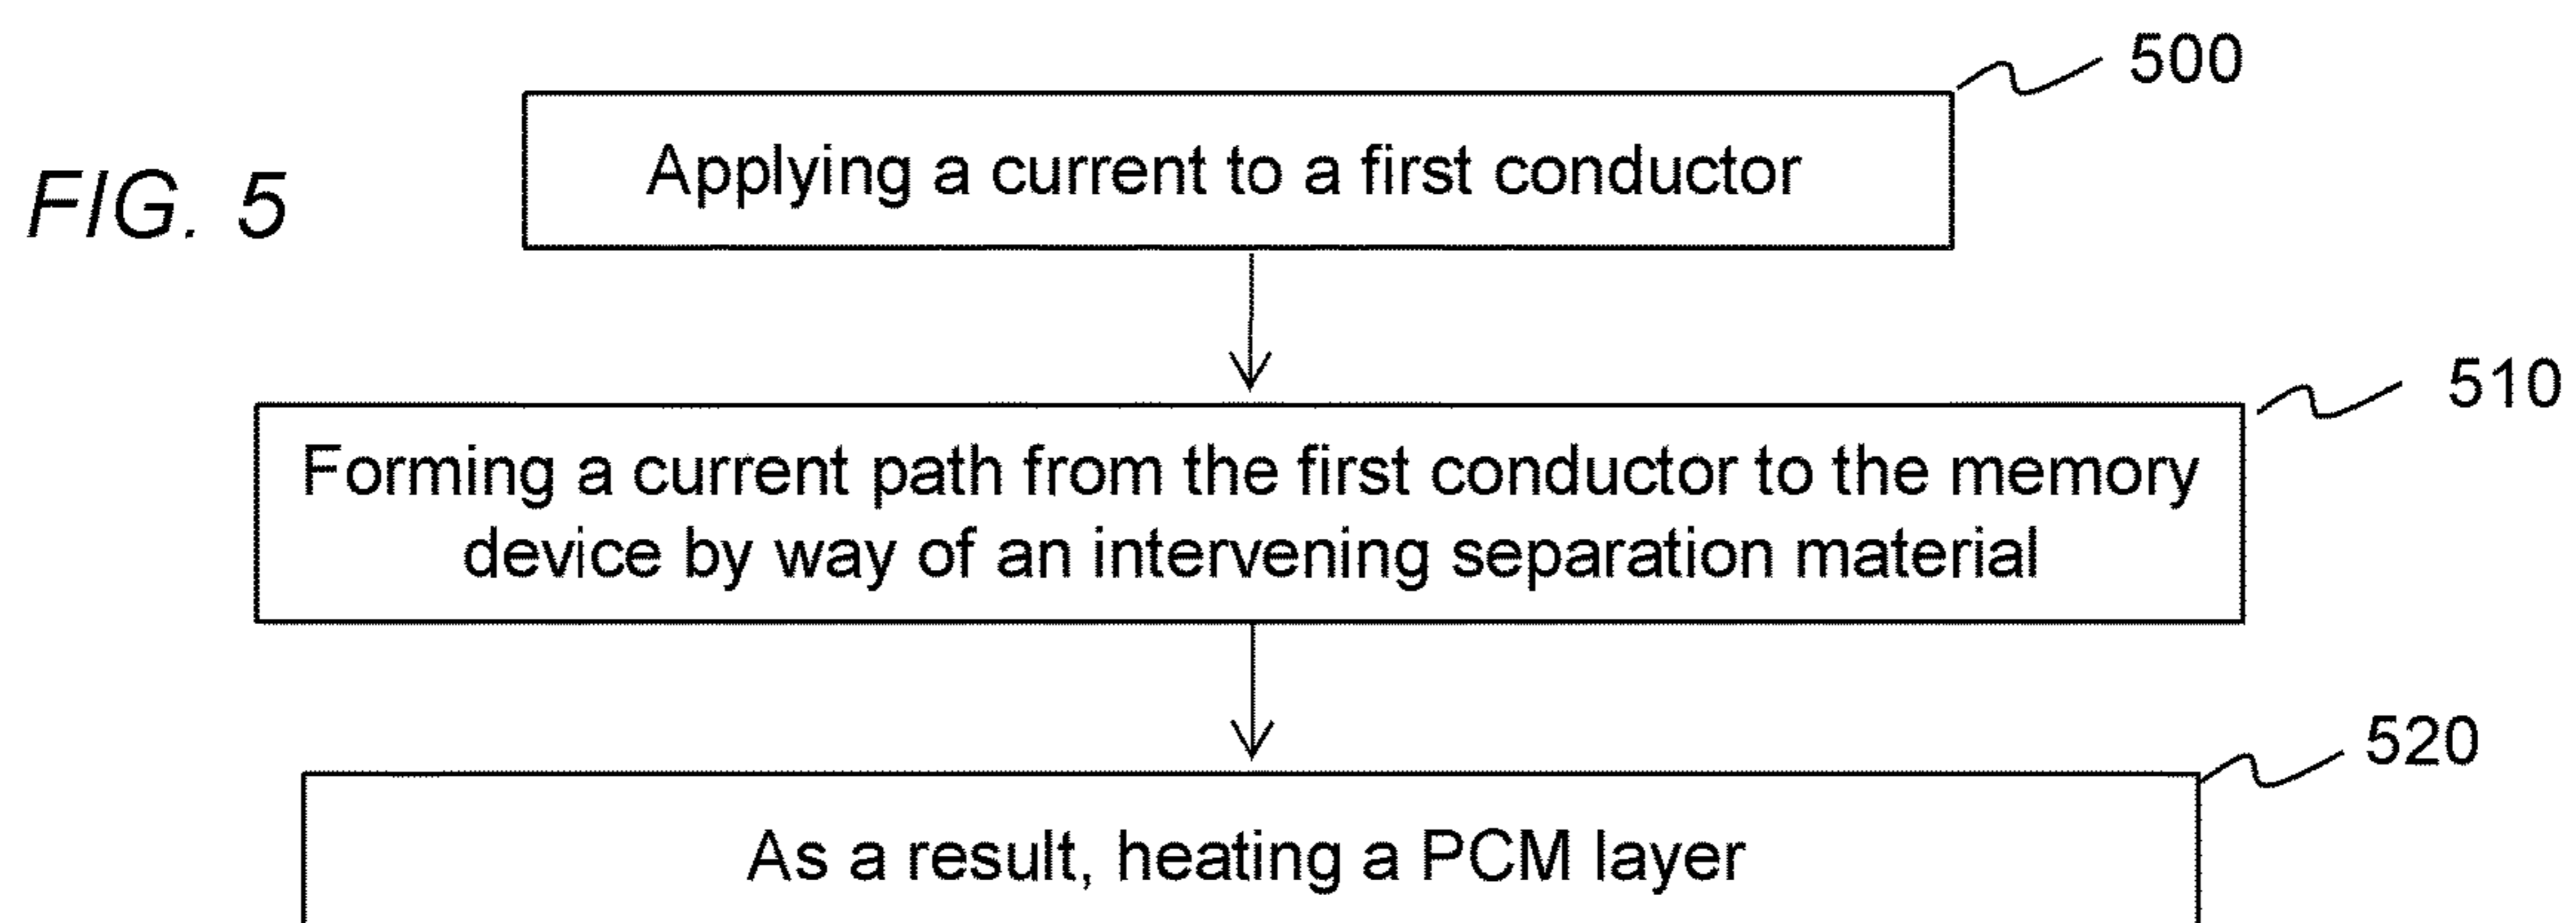 500
Applying a current to a first conductor
FIG. 5
510
Forming a current path from the first conductor to the memory
device by way of an intervening separation material
520
As a result, heating a PCM layer